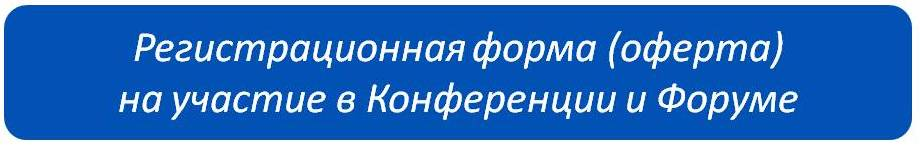 Регистрационная форма (оферта)
на участие в Конференции и Форуме